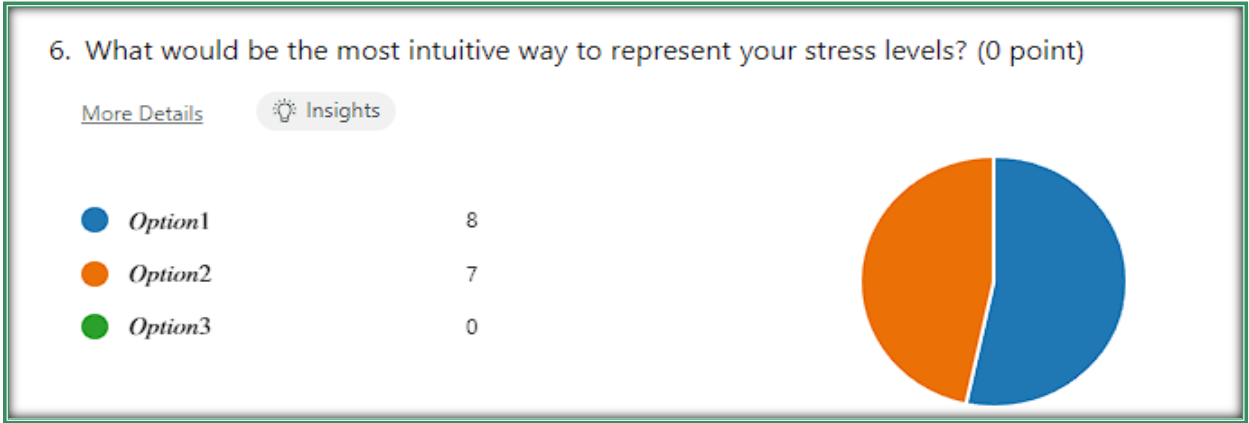 6. What would be the most intuitive way to represent your stress levels? (0 point)
More Details Insights
Option1 8
Option2 7
Option3 0